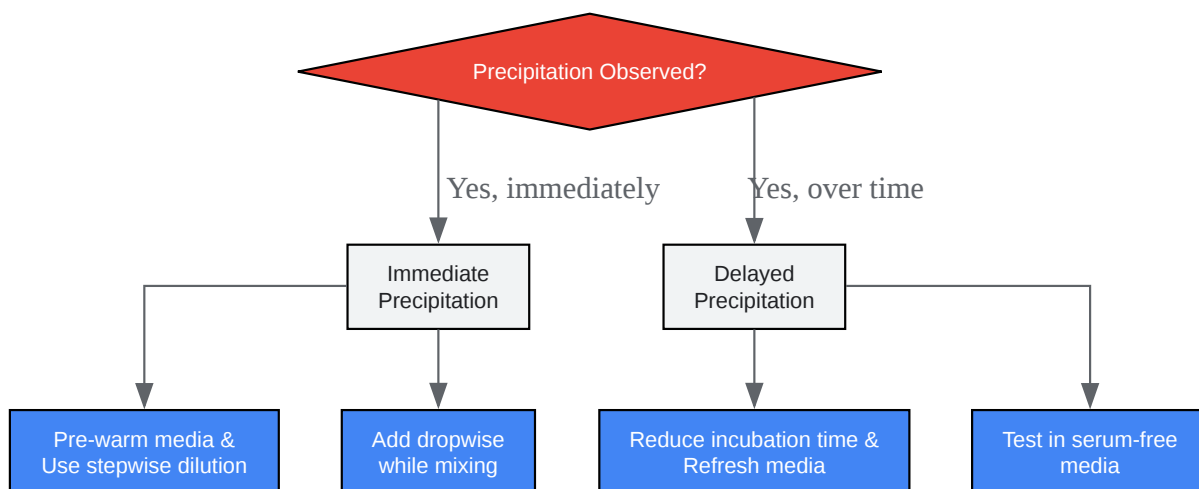 Precipitation Observed?
Yes, immediately
Yes, over time
Immediate
Precipitation
Delayed
Precipitation
Pre-warm media &
Use stepwise dilution
Add dropwise
while mixing
Reduce incubation time &
Refresh media
Test in serum-free
media